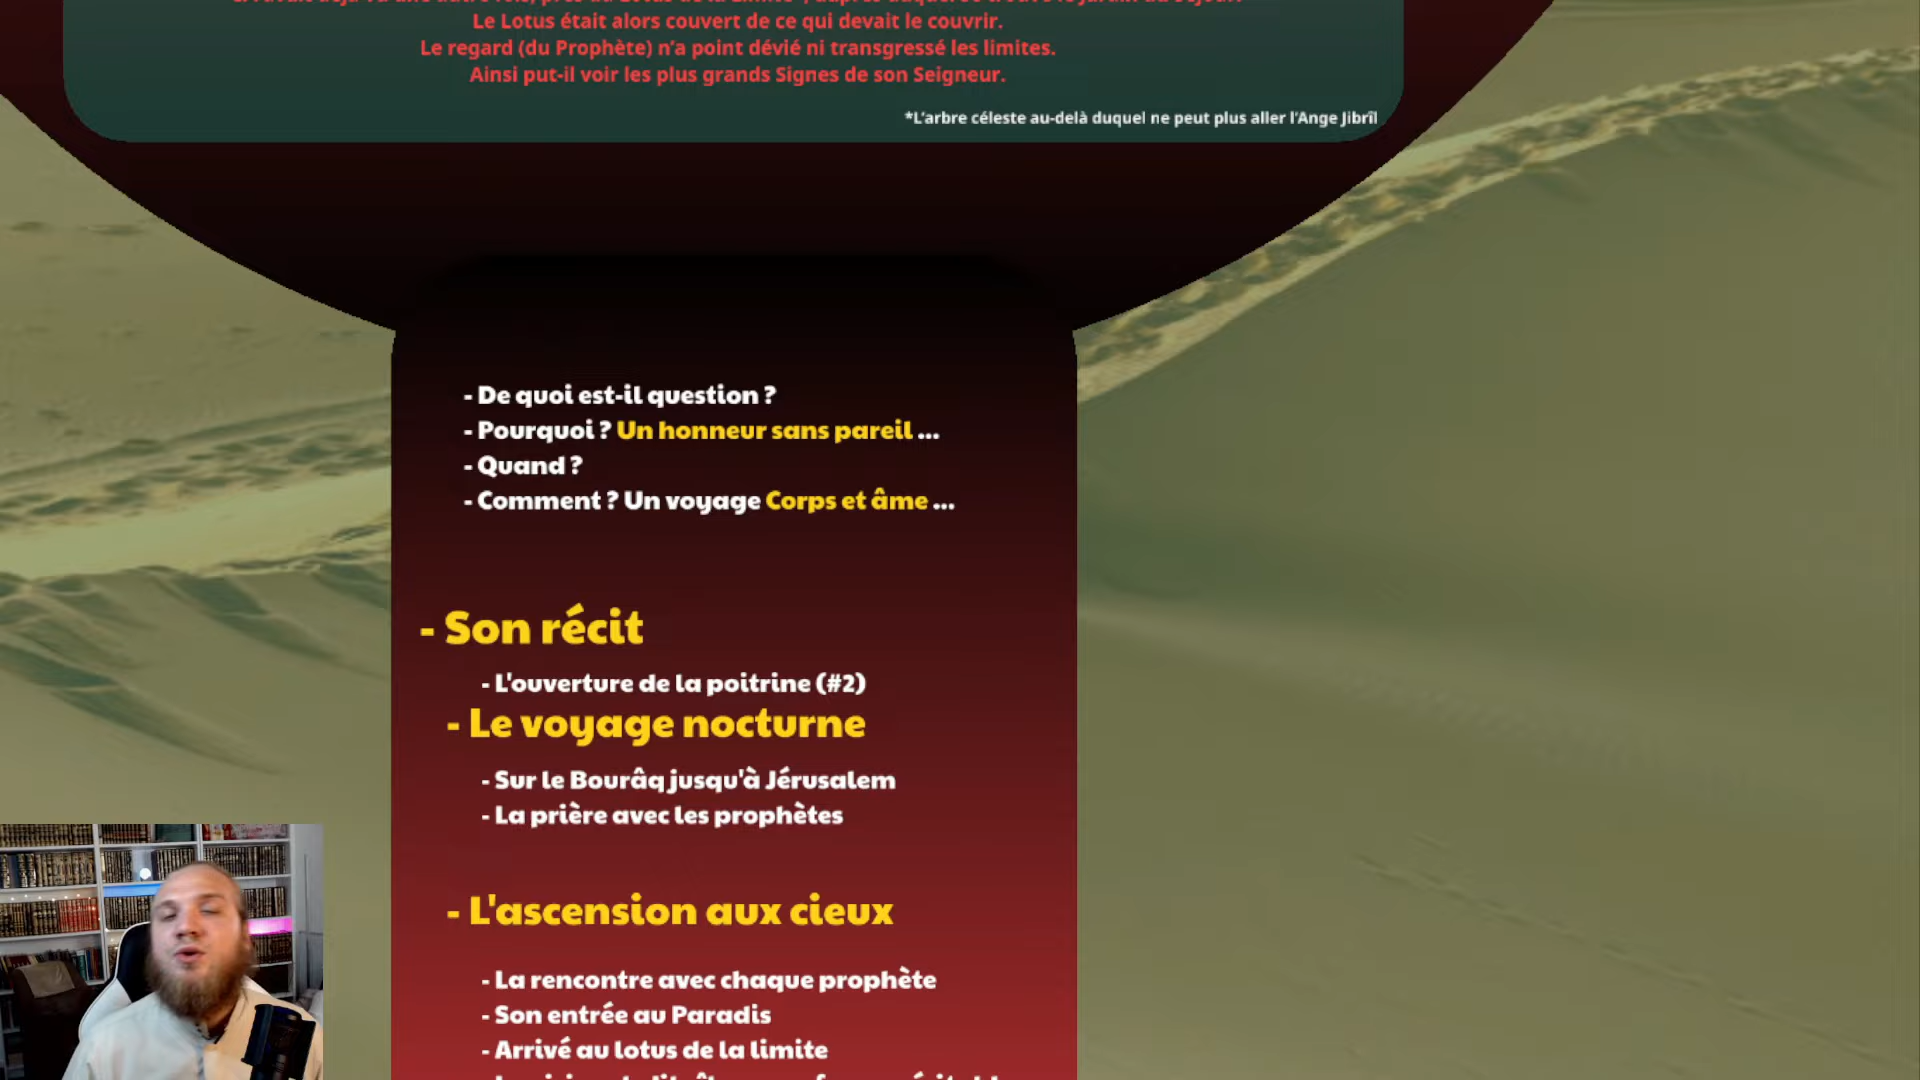 Le Lotus était alors couvert de ce qui devait le couvrir.
Le regard (du Prophète) n'a point dévié ni transgressé les limites.
Ainsi put-il voir les plus grands Signes de son Seigneur.
*L'arbre céleste au-delà duquel ne peut plus aller l'Ange Jibrîl
- De quoi est-il question ?
- Pourquoi ? Un honneur sans pareil ...
- Quand ?
- Comment ? Un voyage Corps et âme ...
- Son récit
- L'ouverture de la poitrine (#2)
- Le voyage nocturne
- Sur le Bourâq jusqu'à Jérusalem
- La prière avec les prophètes
- L'ascension aux cieux
- La rencontre avec chaque prophète
- Son entrée au Paradis
- Arrivé au lotus de la limite